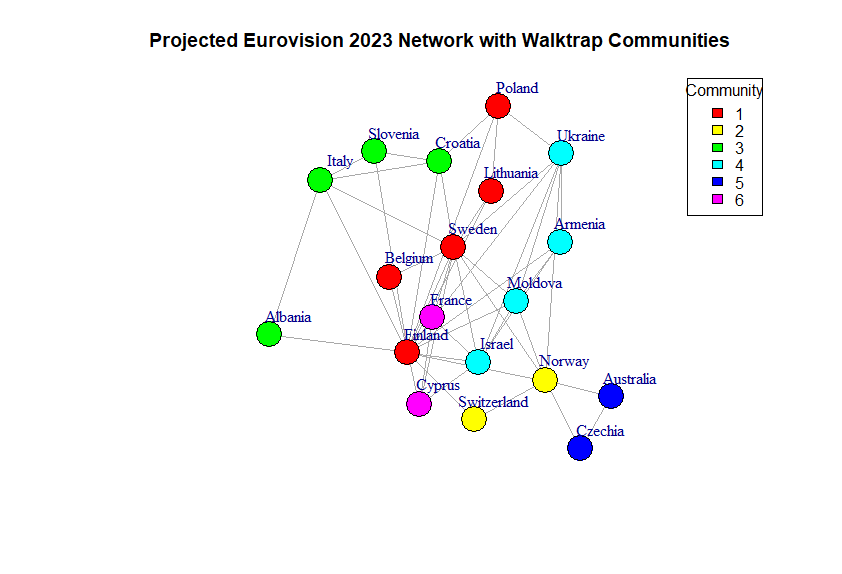 Projected Eurovision 2023 Network with Walktrap Communities
Community
1
2
3
4
5
6
Poland
Slovenia
Croatia
Ukraine
Italy
Lithuania
Sweden
Armenia
Belgium
Moldova
France
Albania
Finland
Israel
Norway
Cyprus
Switzerland
Australia
Czechia